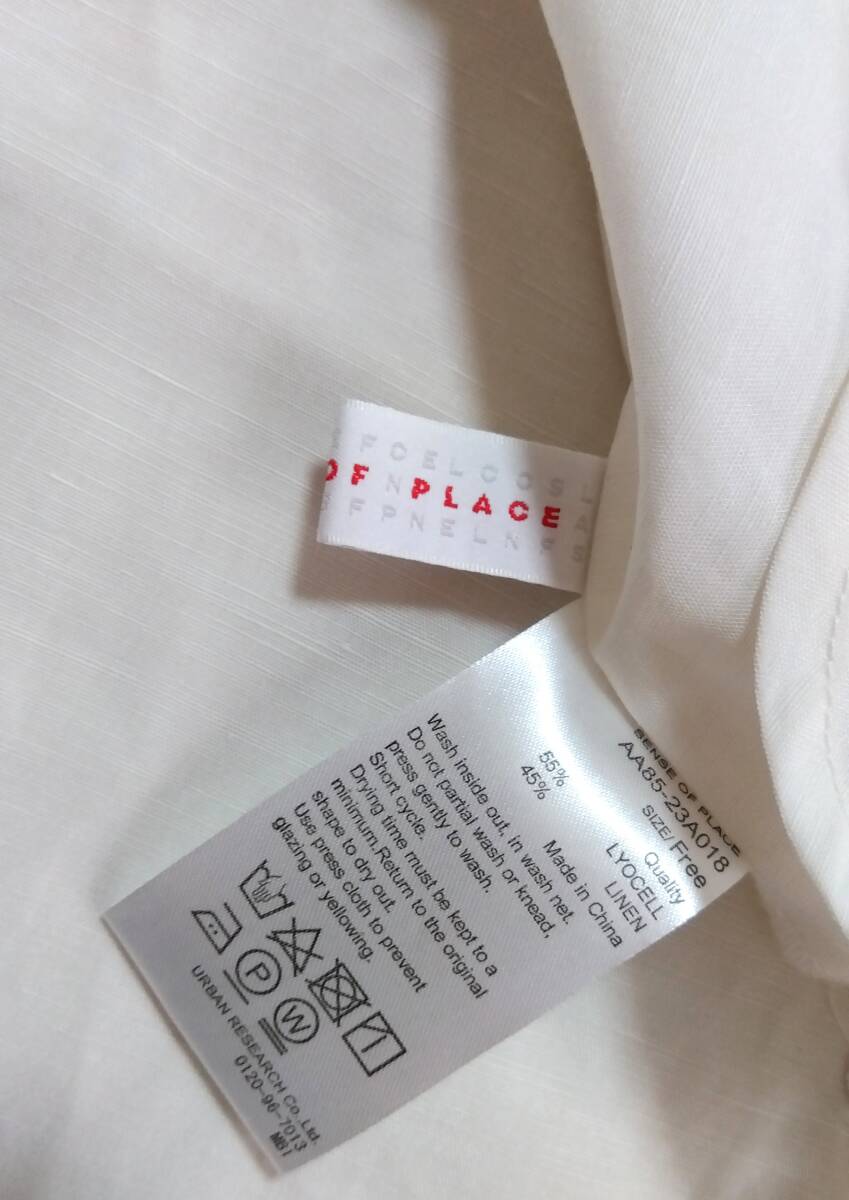 F C E L C O S L
OF N PLACE A
F P N E L N F S
SENSE OF PLACE
AA85-23A018
SIZE/ Free
Quality
55% LYOCELL
45% LINEN
Made in China
Wash inside out, in wash net.
Do not partial wash or knead,
press gently to wash.
Short cycle.
Drying time must be kept to a
minimum.Return to the original
shape to dry out.
Use press cloth to prevent
glazing or yellowing.
P
W
URBAN RESEARCH Co.,Ltd.
0120-96-7013
MB1